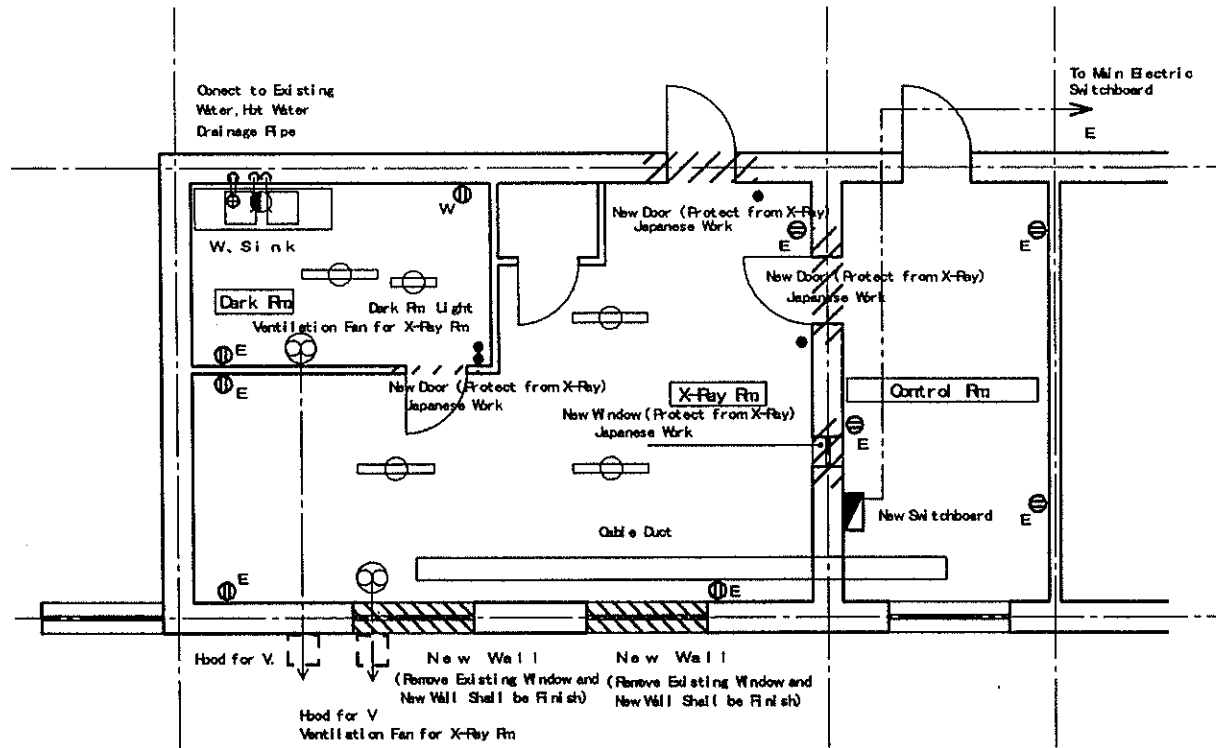 Conect to Existing
Water, Hot Water
Drainage Pipe
To Main Electric
Switchboard
E
W
W. Sink
New Door (Protect from X-Ray)
Japanese Work
E
E
New Door (Protect from X-Ray)
Japanese Work
Dark Rm
Dark Rm Light
Ventilation Fan for X-Ray Rm
E
E
New Door (Protect from X-Ray)
Japanese Work
X-Ray Rm
Control Rm
New Window (Protect from X-Ray)
Japanese Work
E
E
New Switchboard
Cable Duct
E
E
Hood for V.
New Wall
(Remove Existing Window and
New Wall Shall be Finish)
New Wall
(Remove Existing Window and
New Wall Shall be Finish)
Hood for V
Ventilation Fan for X-Ray Rm